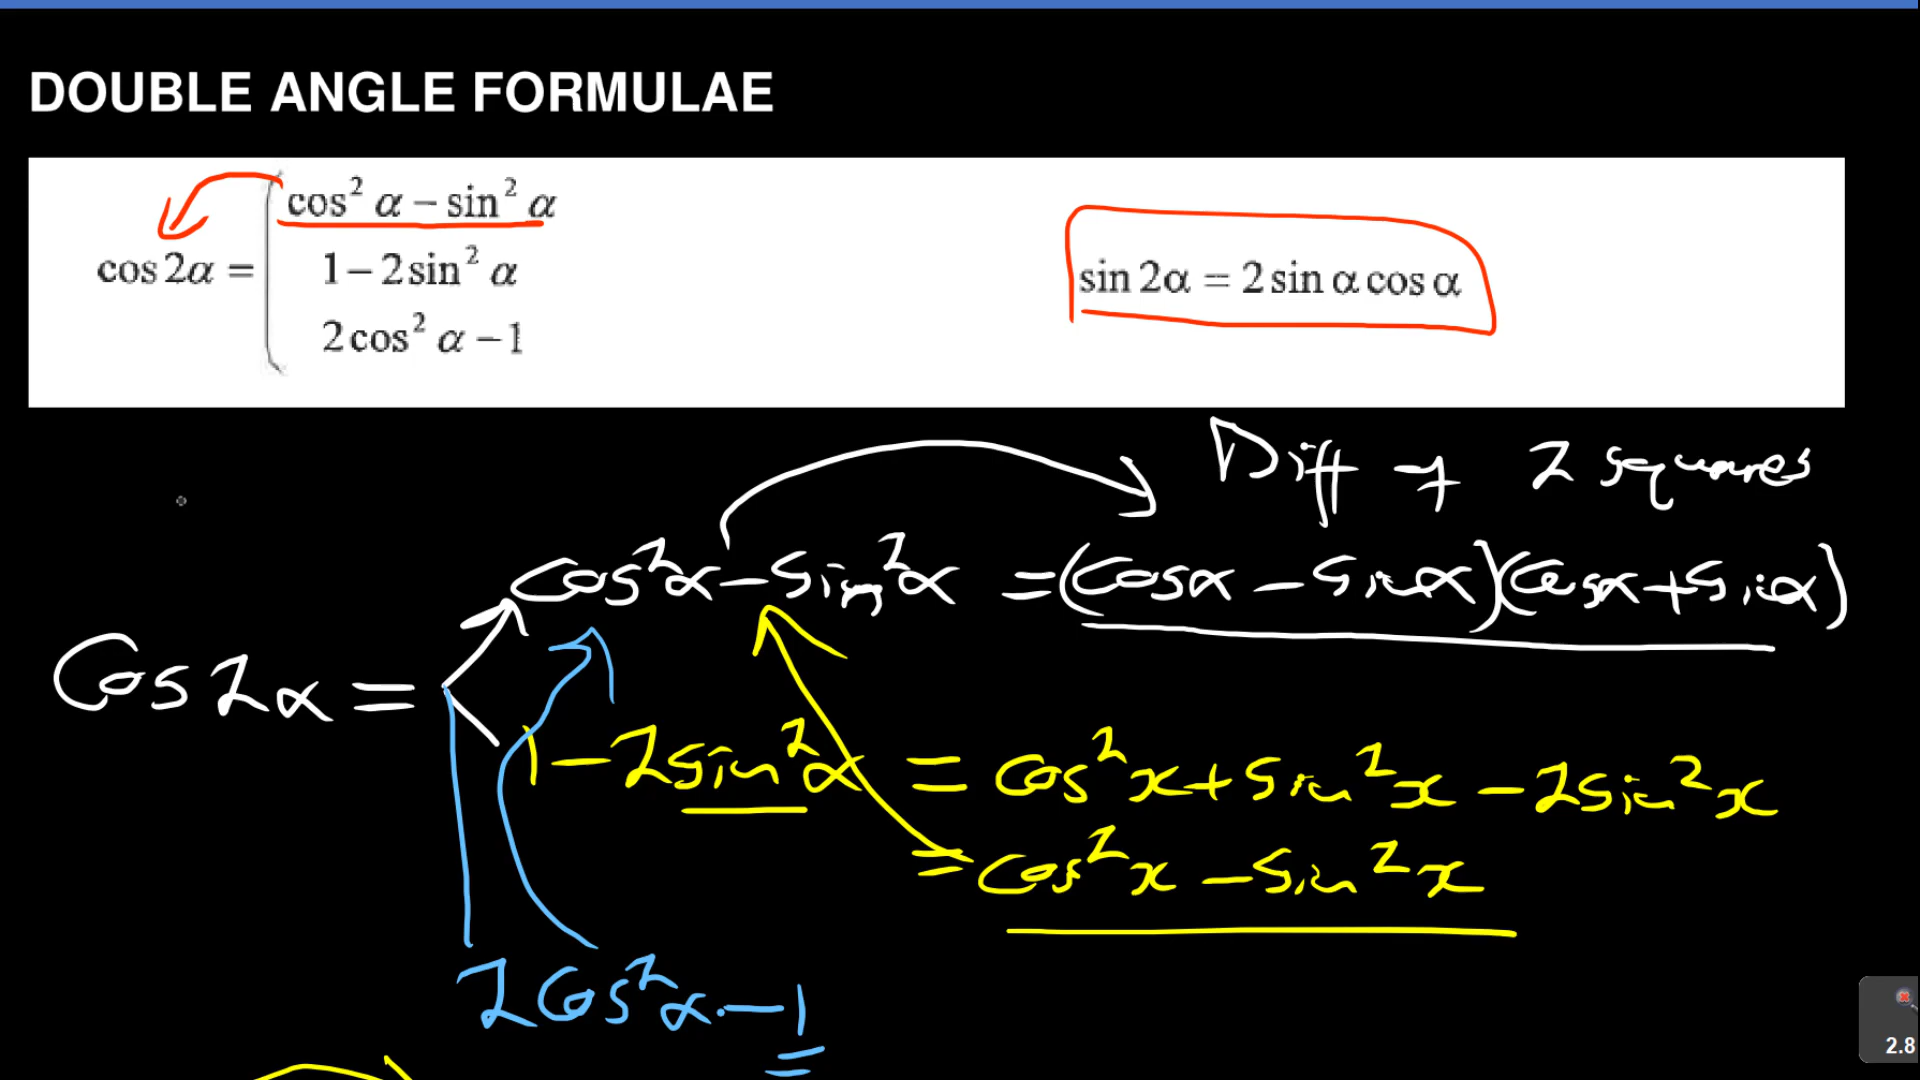 DOUBLE ANGLE FORMULAE
cos² α − sin² α
cos 2α =
1 − 2 sin² α
2 cos² α − 1
sin 2α = 2 sin α cos α
Diff of 2 squares
Cos²α − Sin²α = (Cosα − Sinα)(Cosα + Sinα)
Cos 2α =
1 − 2sin²α = Cos²x + Sin²x − 2Sin²x
= Cos²x − Sin²x
2Cos²α − 1
2.8